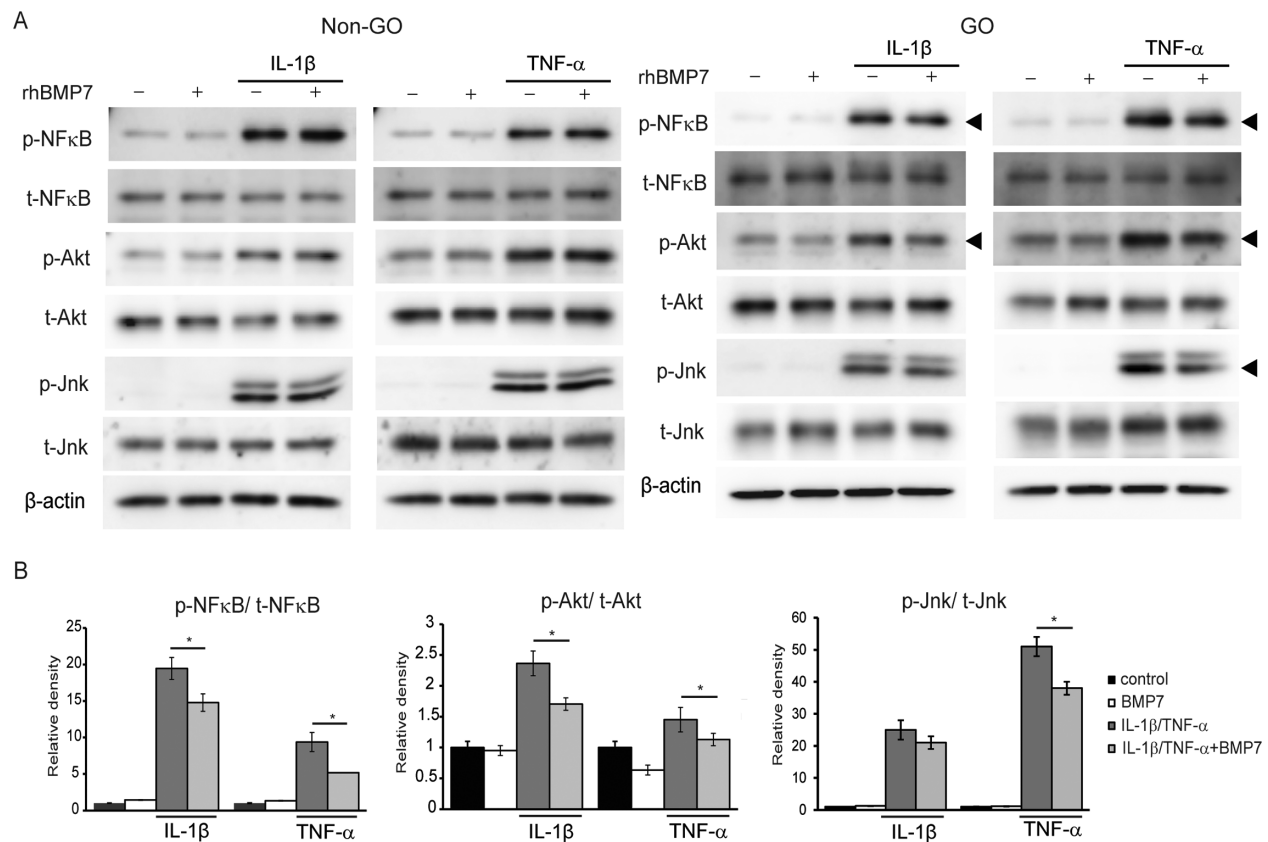 A
Non-GO
GO
IL-1β
TNF-α
IL-1β
TNF-α
rhBMP7 – + – + – + – +
rhBMP7 – + – + – + – +
p-NFκB
t-NFκB
p-Akt
t-Akt
p-Jnk
t-Jnk
β-actin
p-NFκB
t-NFκB
p-Akt
t-Akt
p-Jnk
t-Jnk
β-actin
B
p-NFκB/ t-NFκB
Relative density
25
20
15
10
5
0
*
*
IL-1β
TNF-α
p-Akt/ t-Akt
Relative density
3
2.5
2
1.5
1
0.5
0
*
*
IL-1β
TNF-α
p-Jnk/ t-Jnk
Relative density
60
50
40
30
20
10
0
*
IL-1β
TNF-α
control
BMP7
IL-1β/TNF-α
IL-1β/TNF-α+BMP7